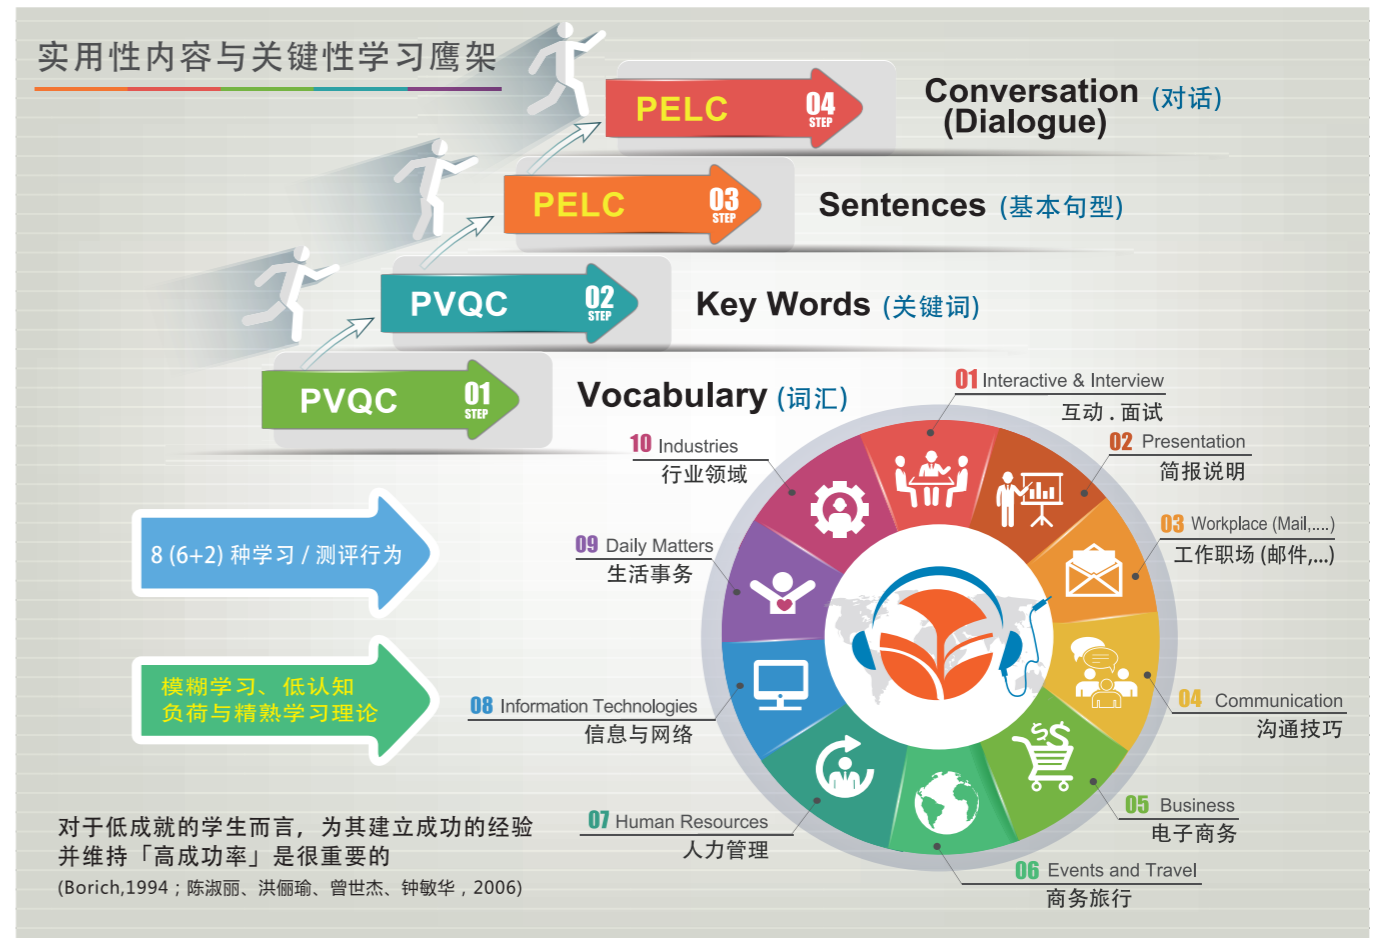 实用性内容与关键性学习鹰架
PELC 04 STEP
Conversation (对话)
(Dialogue)
PELC 03 STEP
Sentences (基本句型)
PVQC 02 STEP
Key Words (关键词)
PVQC 01 STEP
Vocabulary (词汇)
01 Interactive & Interview
互动 . 面试
02 Presentation
简报说明
03 Workplace (Mail,....)
工作职场 (邮件,...)
04 Communication
沟通技巧
05 Business
电子商务
06 Events and Travel
商务旅行
07 Human Resources
人力管理
08 Information Technologies
信息与网络
09 Daily Matters
生活事务
10 Industries
行业领域
8 (6+2) 种学习 / 测评行为
模糊学习、低认知
负荷与精熟学习理论
对于低成就的学生而言，为其建立成功的经验
并维持「高成功率」是很重要的
(Borich,1994 ; 陈淑丽、洪俪瑜、曾世杰、钟敏华 , 2006)